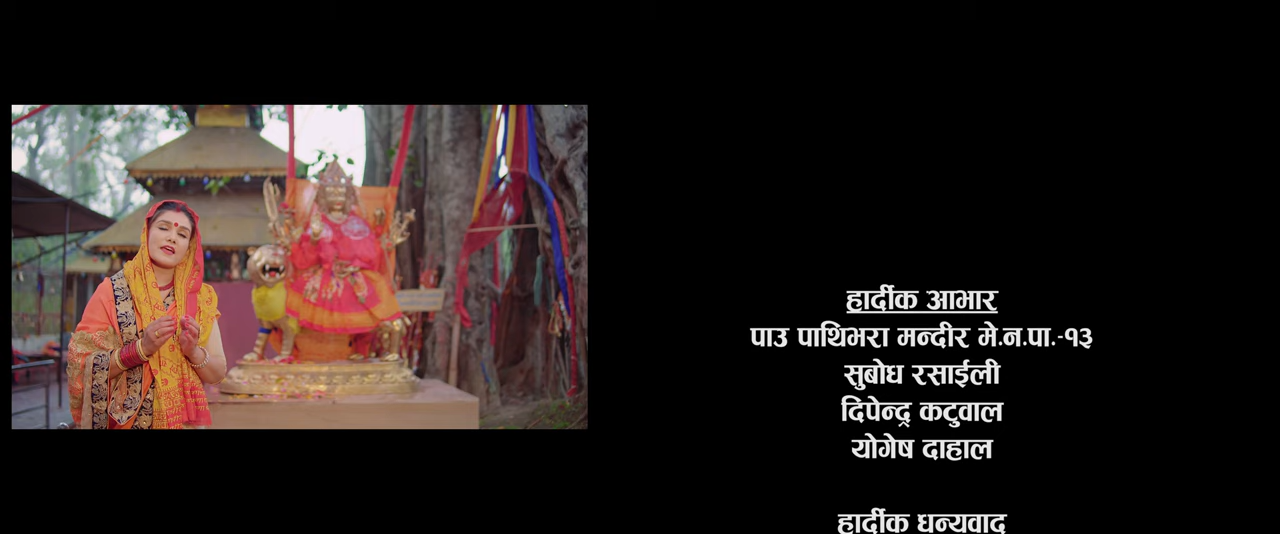 हार्दीक आभार
पाउ पाथिभरा मन्दीर मे.न.पा.-१३
सुबोध रसाईली
दिपेन्द्र कटुवाल
योगेष दाहाल
हार्दीक धन्यवाद